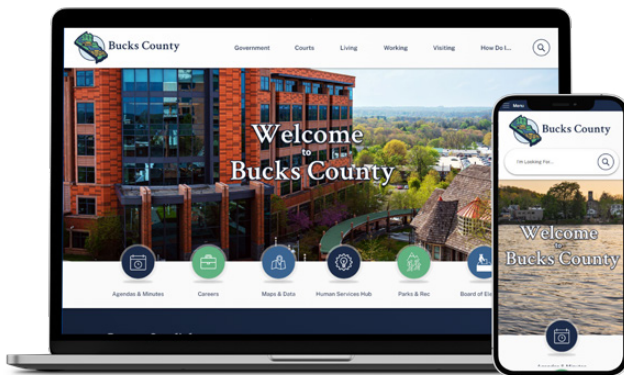 Bucks County
Government
Courts
Living
Working
Visiting
How Do I...
Welcome
to
Bucks County
Agendas & Minutes
Careers
Maps & Data
Human Services Hub
Parks & Rec
Board of Ele
Menu
Bucks County
I'm Looking For...
Welcome
to
Bucks County